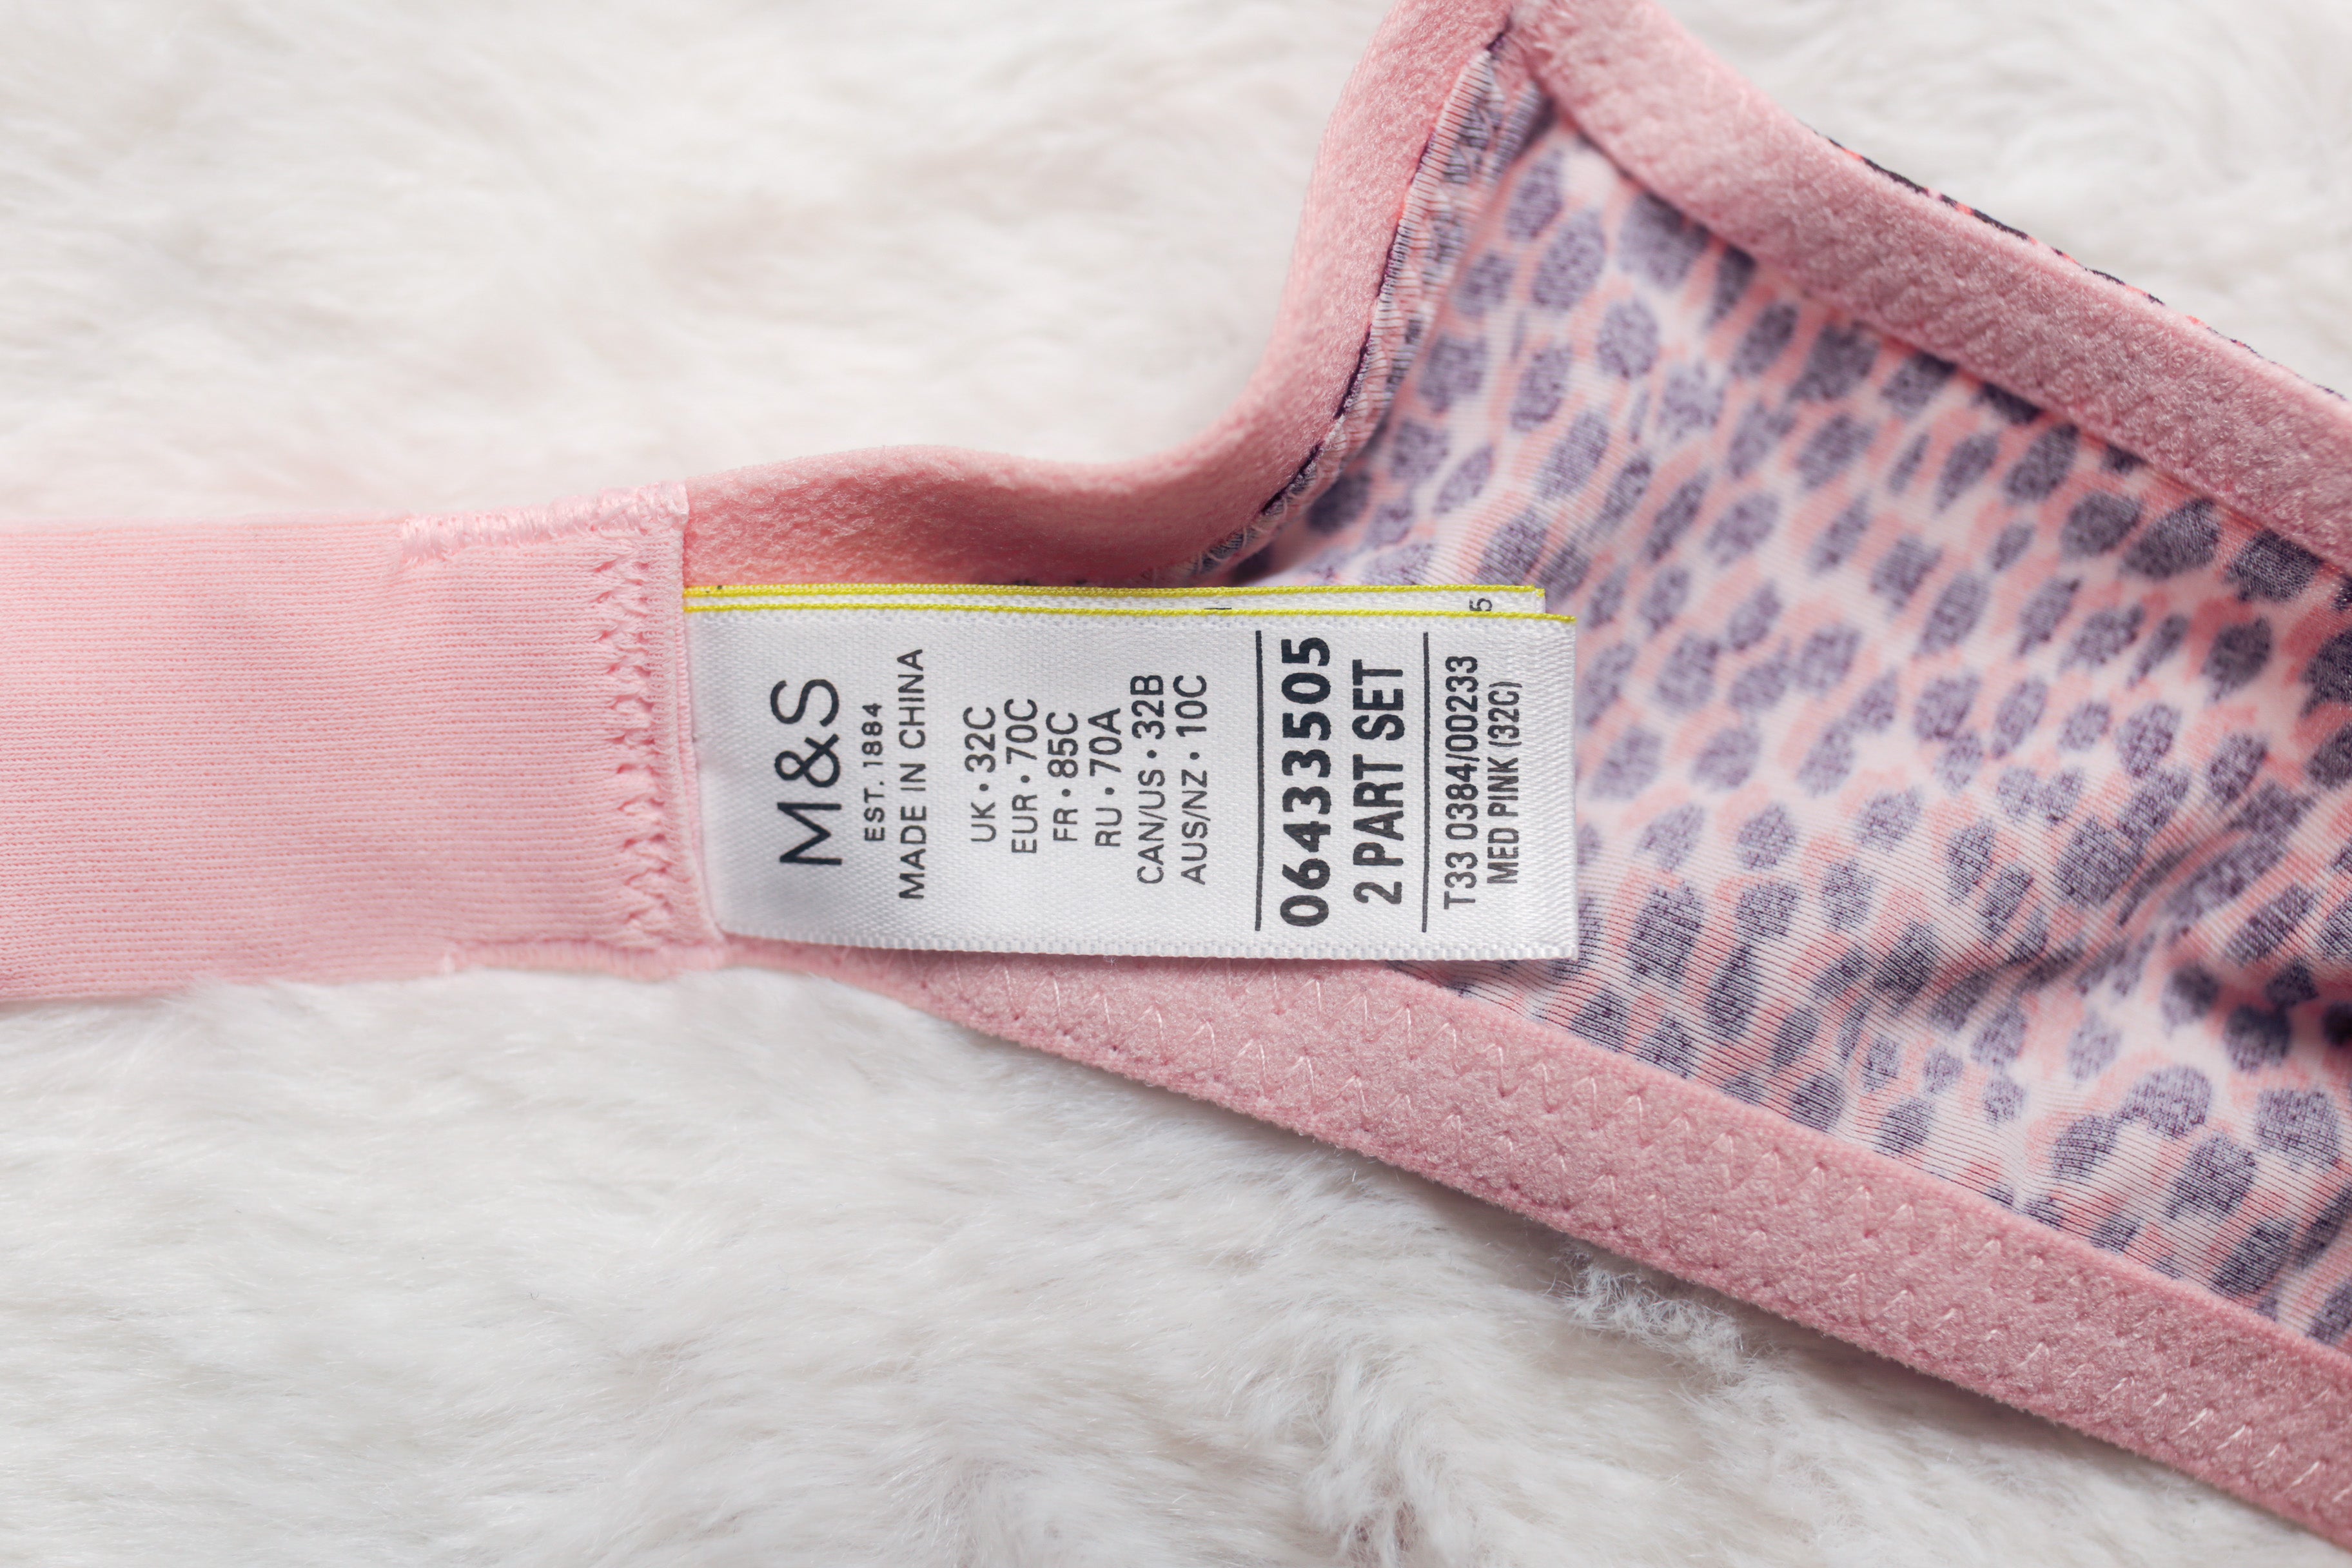 M&S
EST. 1884
MADE IN CHINA
UK • 32C
EUR • 70C
FR • 85C
RU • 70A
CAN/US • 32B
AUS/NZ • 10C
06433505
2 PART SET
T33 0384/00233
MED PINK (32C)
5